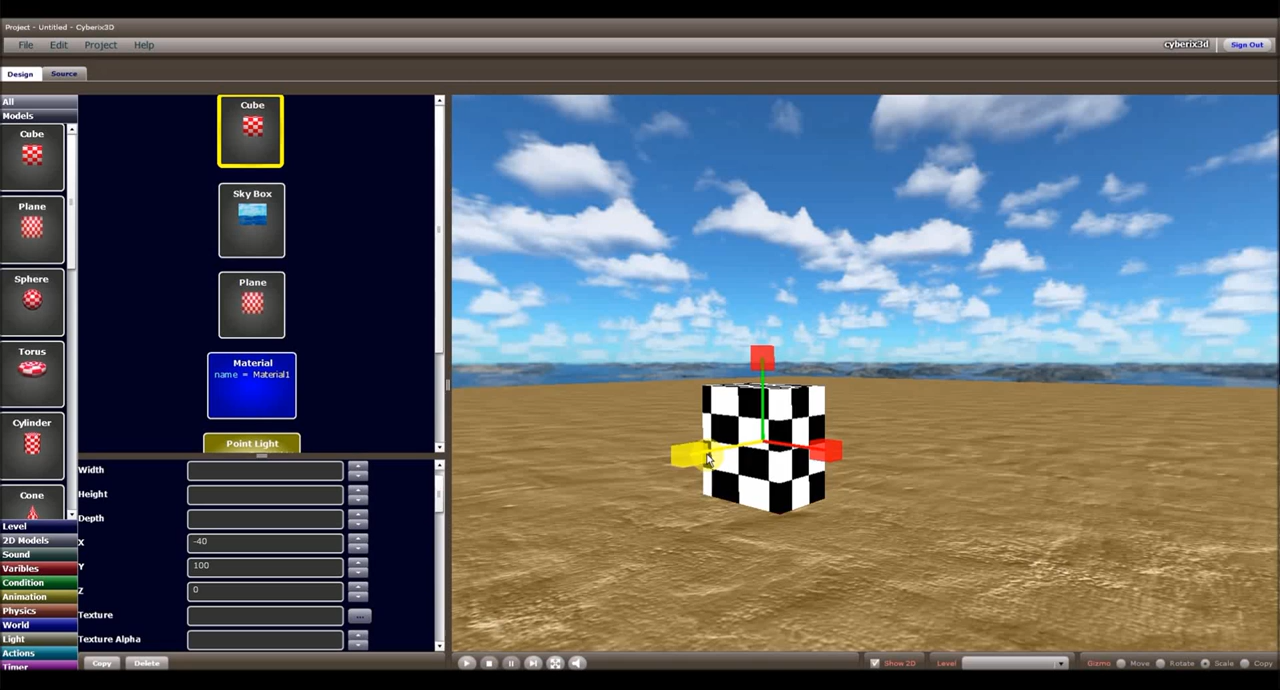 Project - Untitled - Cyberix3D
File Edit Project Help
cyberix3d Sign Out
Design Source
All
Models
Cube
Plane
Sphere
Torus
Cylinder
Cone
Level
2D Models
Sound
Varibles
Condition
Animation
Physics
World
Light
Actions
Timer
Cube
Sky Box
Plane
Material
name = Material1
Point Light
Width
Height
Depth
X -40
Y 100
Z 0
Texture ...
Texture Alpha
Copy Delete
Show 2D Level Gizmo Move Rotate Scale Copy